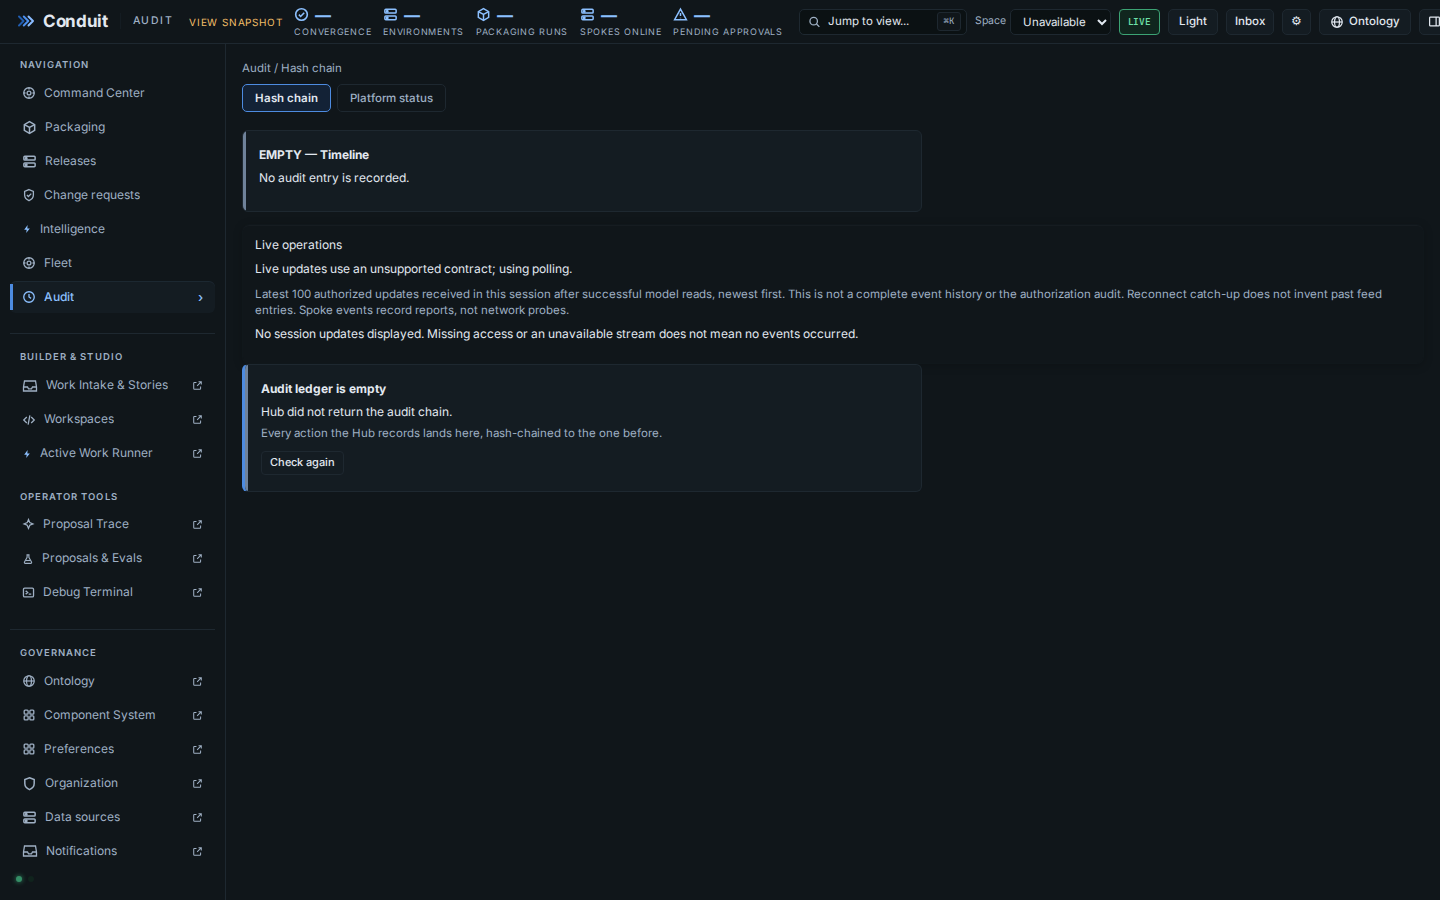 Conduit
AUDIT
VIEW SNAPSHOT
—
CONVERGENCE
—
ENVIRONMENTS
—
PACKAGING RUNS
—
SPOKES ONLINE
—
PENDING APPROVALS
Jump to view...
⌘K
Space
Unavailable
LIVE
Light
Inbox
Ontology
NAVIGATION
Command Center
Packaging
Releases
Change requests
Intelligence
Fleet
Audit
BUILDER & STUDIO
Work Intake & Stories
Workspaces
Active Work Runner
OPERATOR TOOLS
Proposal Trace
Proposals & Evals
Debug Terminal
GOVERNANCE
Ontology
Component System
Preferences
Organization
Data sources
Notifications
Audit / Hash chain
Hash chain
Platform status
EMPTY — Timeline
No audit entry is recorded.
Live operations
Live updates use an unsupported contract; using polling.
Latest 100 authorized updates received in this session after successful model reads, newest first. This is not a complete event history or the authorization audit. Reconnect catch-up does not invent past feed
entries. Spoke events record reports, not network probes.
No session updates displayed. Missing access or an unavailable stream does not mean no events occurred.
Audit ledger is empty
Hub did not return the audit chain.
Every action the Hub records lands here, hash-chained to the one before.
Check again